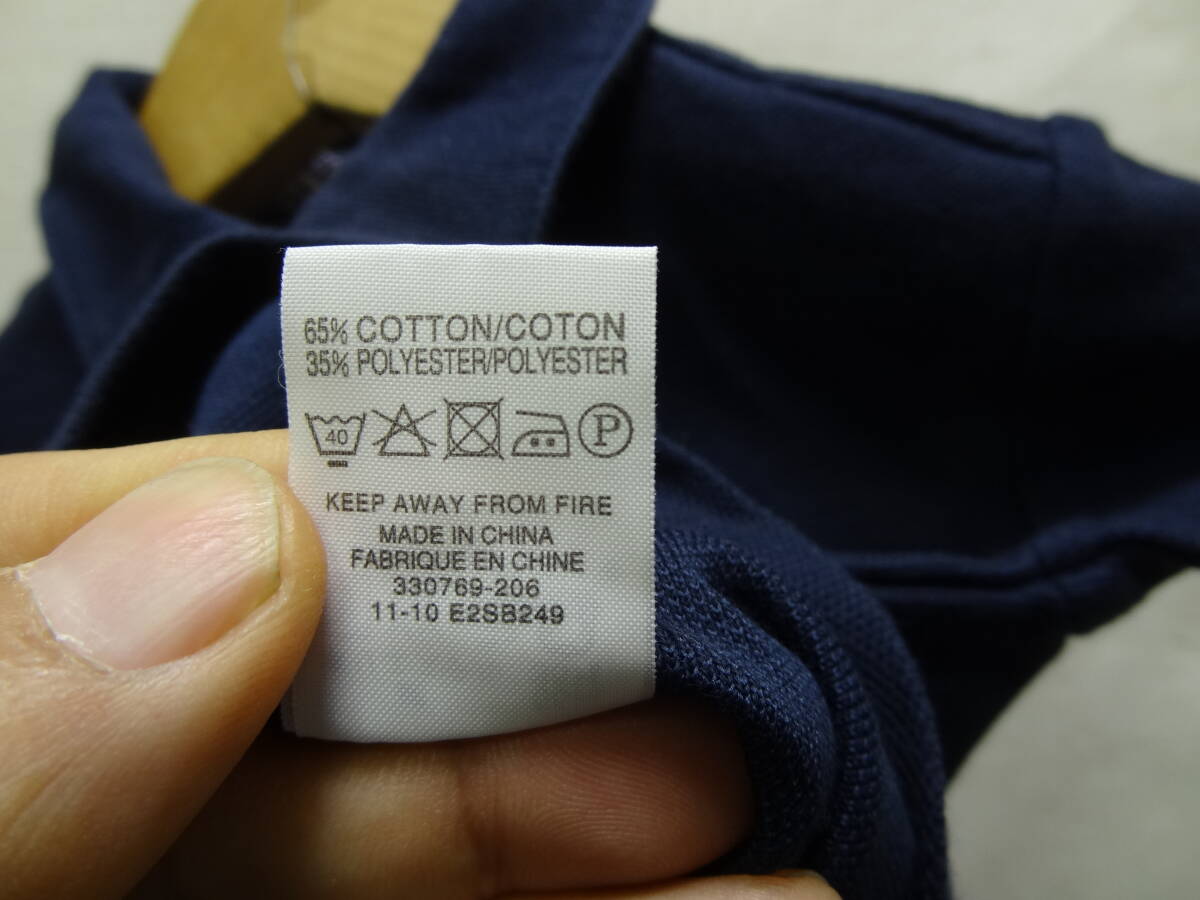 65% COTTON/COTON
35% POLYESTER/POLYESTER
40 P
KEEP AWAY FROM FIRE
MADE IN CHINA
FABRIQUE EN CHINE
330769-206
11-10 E2SB249